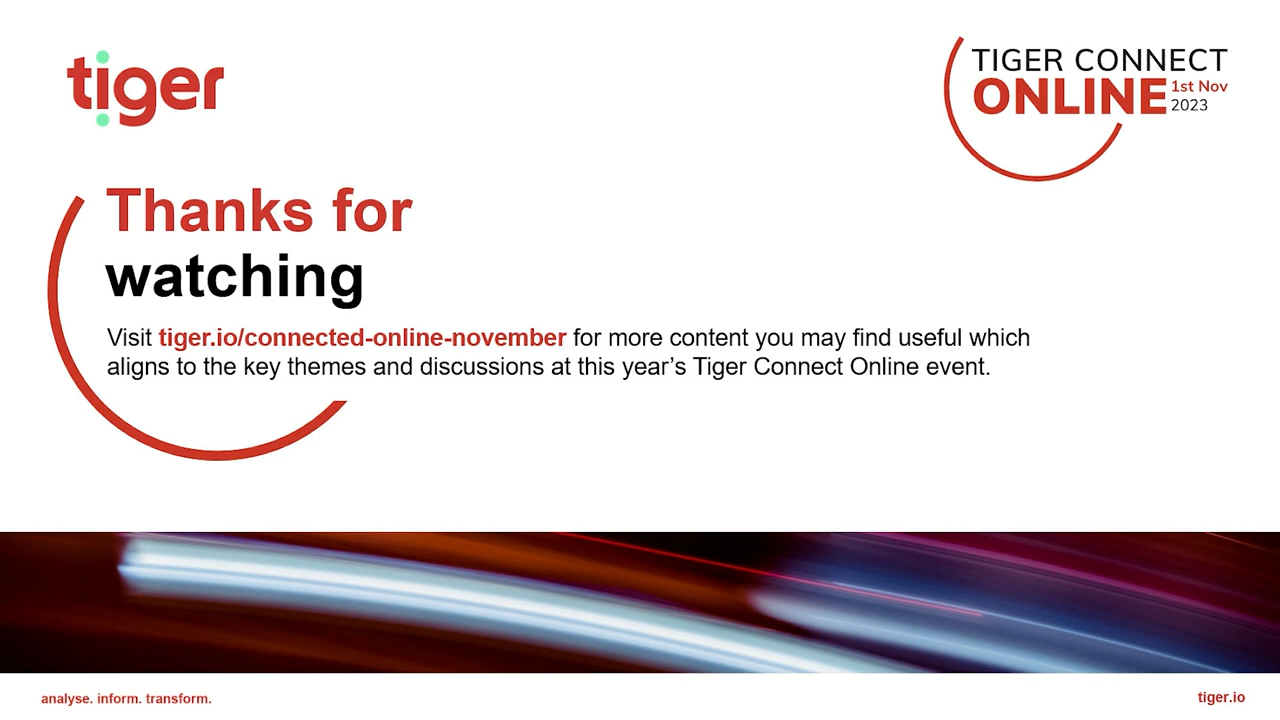 tiger
TIGER CONNECT
ONLINE
1st Nov
2023
Thanks for
watching
Visit tiger.io/connected-online-november for more content you may find useful which
aligns to the key themes and discussions at this year’s Tiger Connect Online event.
analyse. inform. transform.
tiger.io